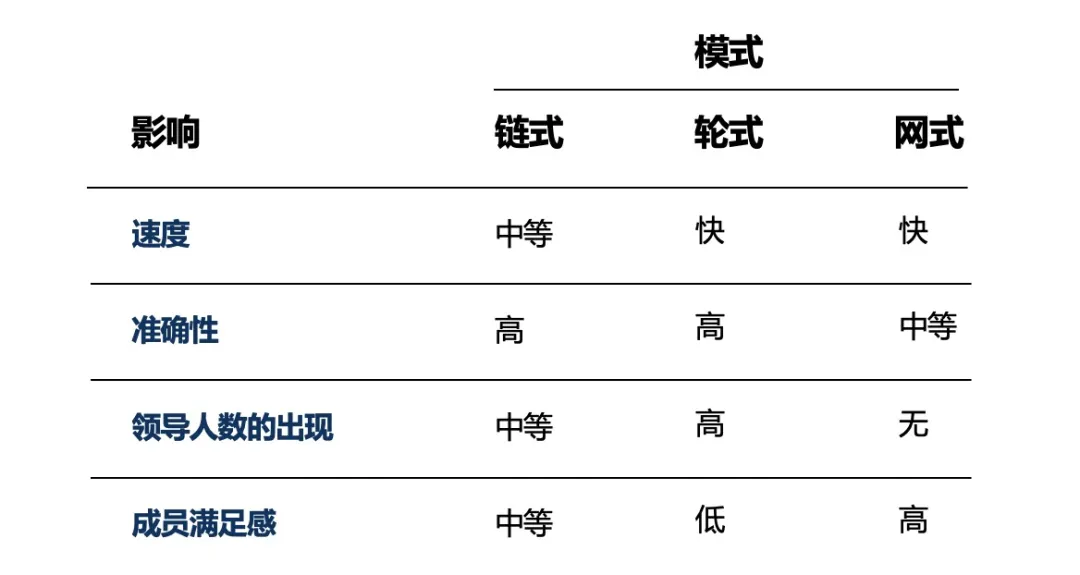 模式
影响 链式 轮式 网式
速度 中等 快 快
准确性 高 高 中等
领导人数的出现 中等 高 无
成员满足感 中等 低 高